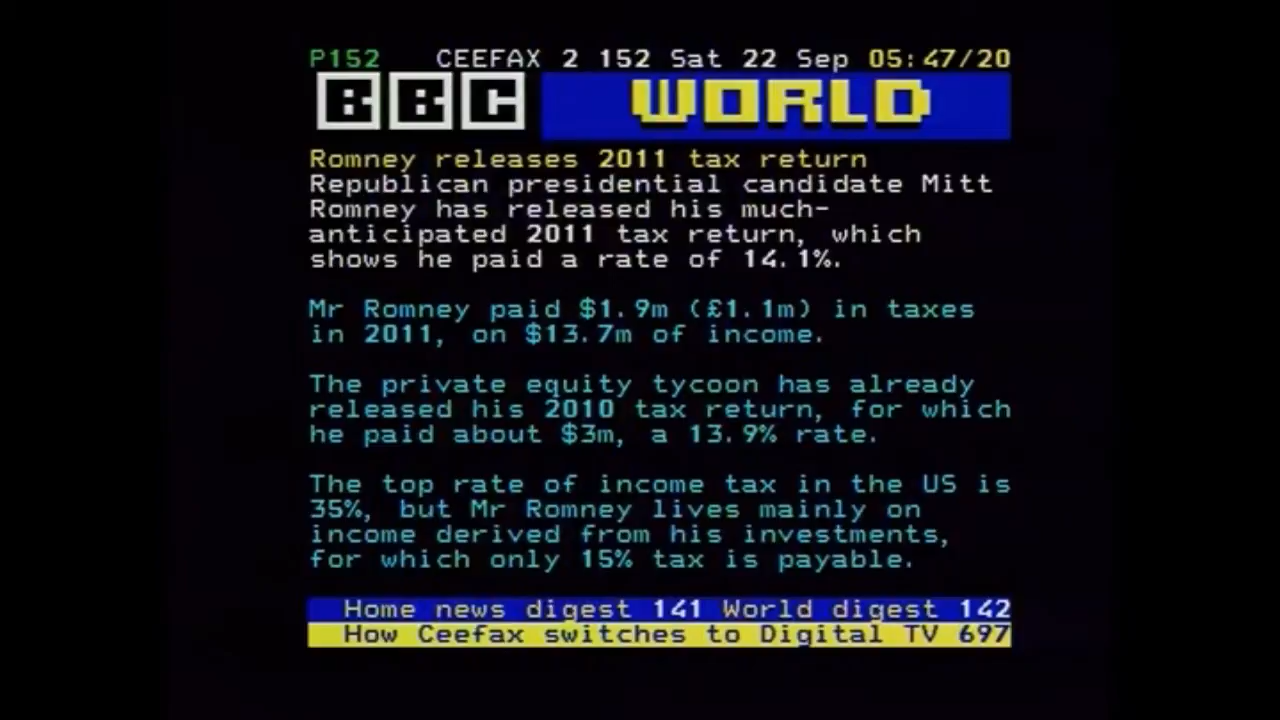 P152 CEEFAX 2 152 Sat 22 Sep 05:47/20
BBC WORLD
Romney releases 2011 tax return
Republican presidential candidate Mitt
Romney has released his much-
anticipated 2011 tax return, which
shows he paid a rate of 14.1%.
Mr Romney paid $1.9m (£1.1m) in taxes
in 2011, on $13.7m of income.
The private equity tycoon has already
released his 2010 tax return, for which
he paid about $3m, a 13.9% rate.
The top rate of income tax in the US is
35%, but Mr Romney lives mainly on
income derived from his investments,
for which only 15% tax is payable.
Home news digest 141 World digest 142
How Ceefax switches to Digital TV 697